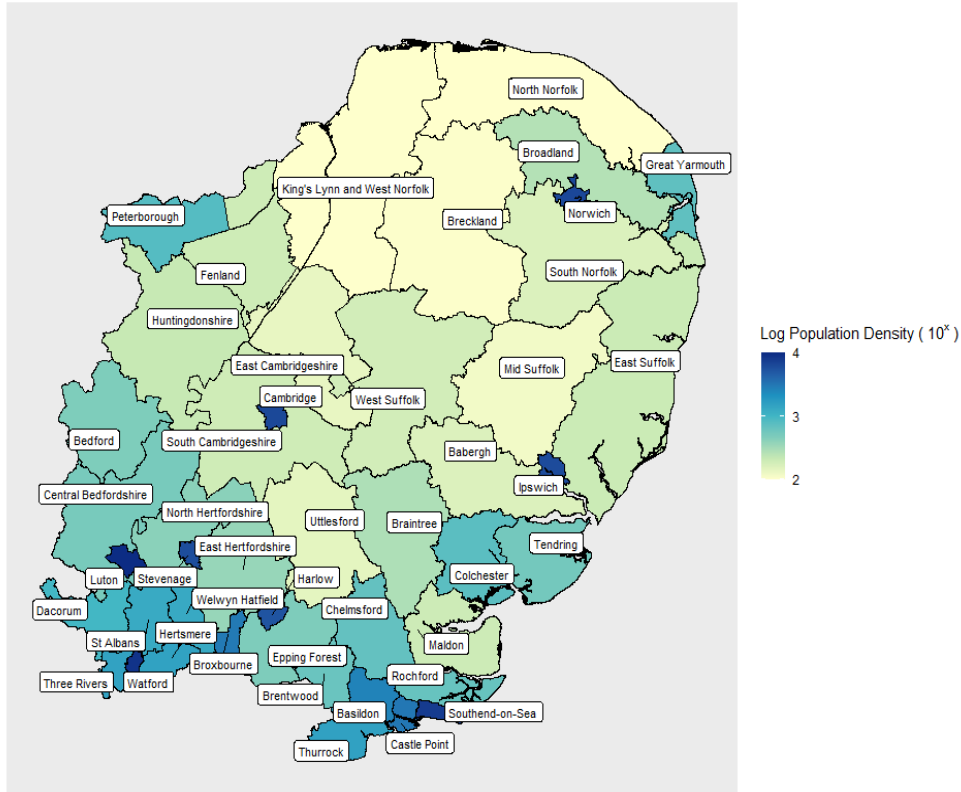 North Norfolk
Broadland
Great Yarmouth
King's Lynn and West Norfolk
Peterborough
Norwich
Breckland
Fenland
South Norfolk
Huntingdonshire
Log Population Density ( 10^x )
4
3
2
East Cambridgeshire
Mid Suffolk
East Suffolk
Cambridge
West Suffolk
Bedford
South Cambridgeshire
Babergh
Ipswich
Central Bedfordshire
North Hertfordshire
Uttlesford
Braintree
East Hertfordshire
Tendring
Luton
Stevenage
Harlow
Colchester
Welwyn Hatfield
Dacorum
Chelmsford
St Albans
Hertsmere
Maldon
Broxbourne
Epping Forest
Three Rivers
Watford
Rochford
Brentwood
Basildon
Southend-on-Sea
Thurrock
Castle Point